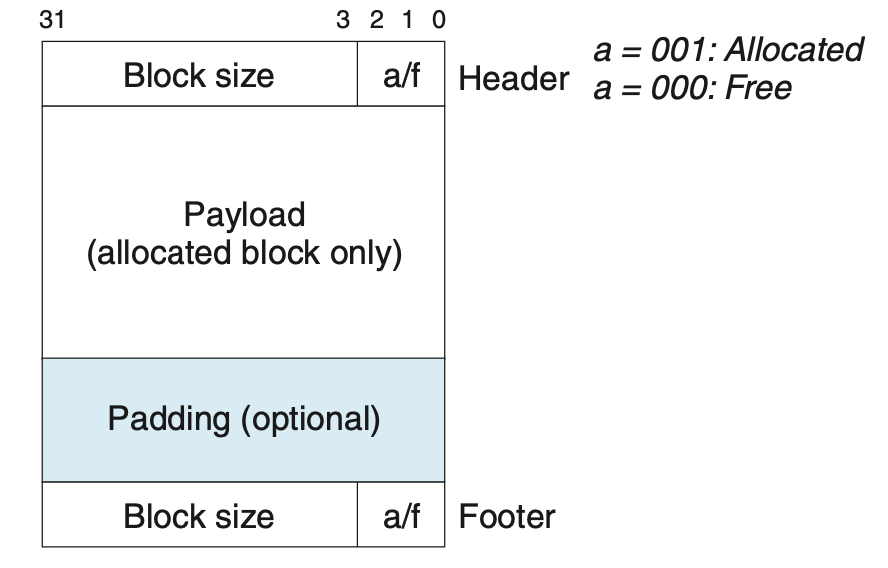 31 3 2 1 0
Block size a/f Header
a = 001: Allocated
a = 000: Free
Payload
(allocated block only)
Padding (optional)
Block size a/f Footer